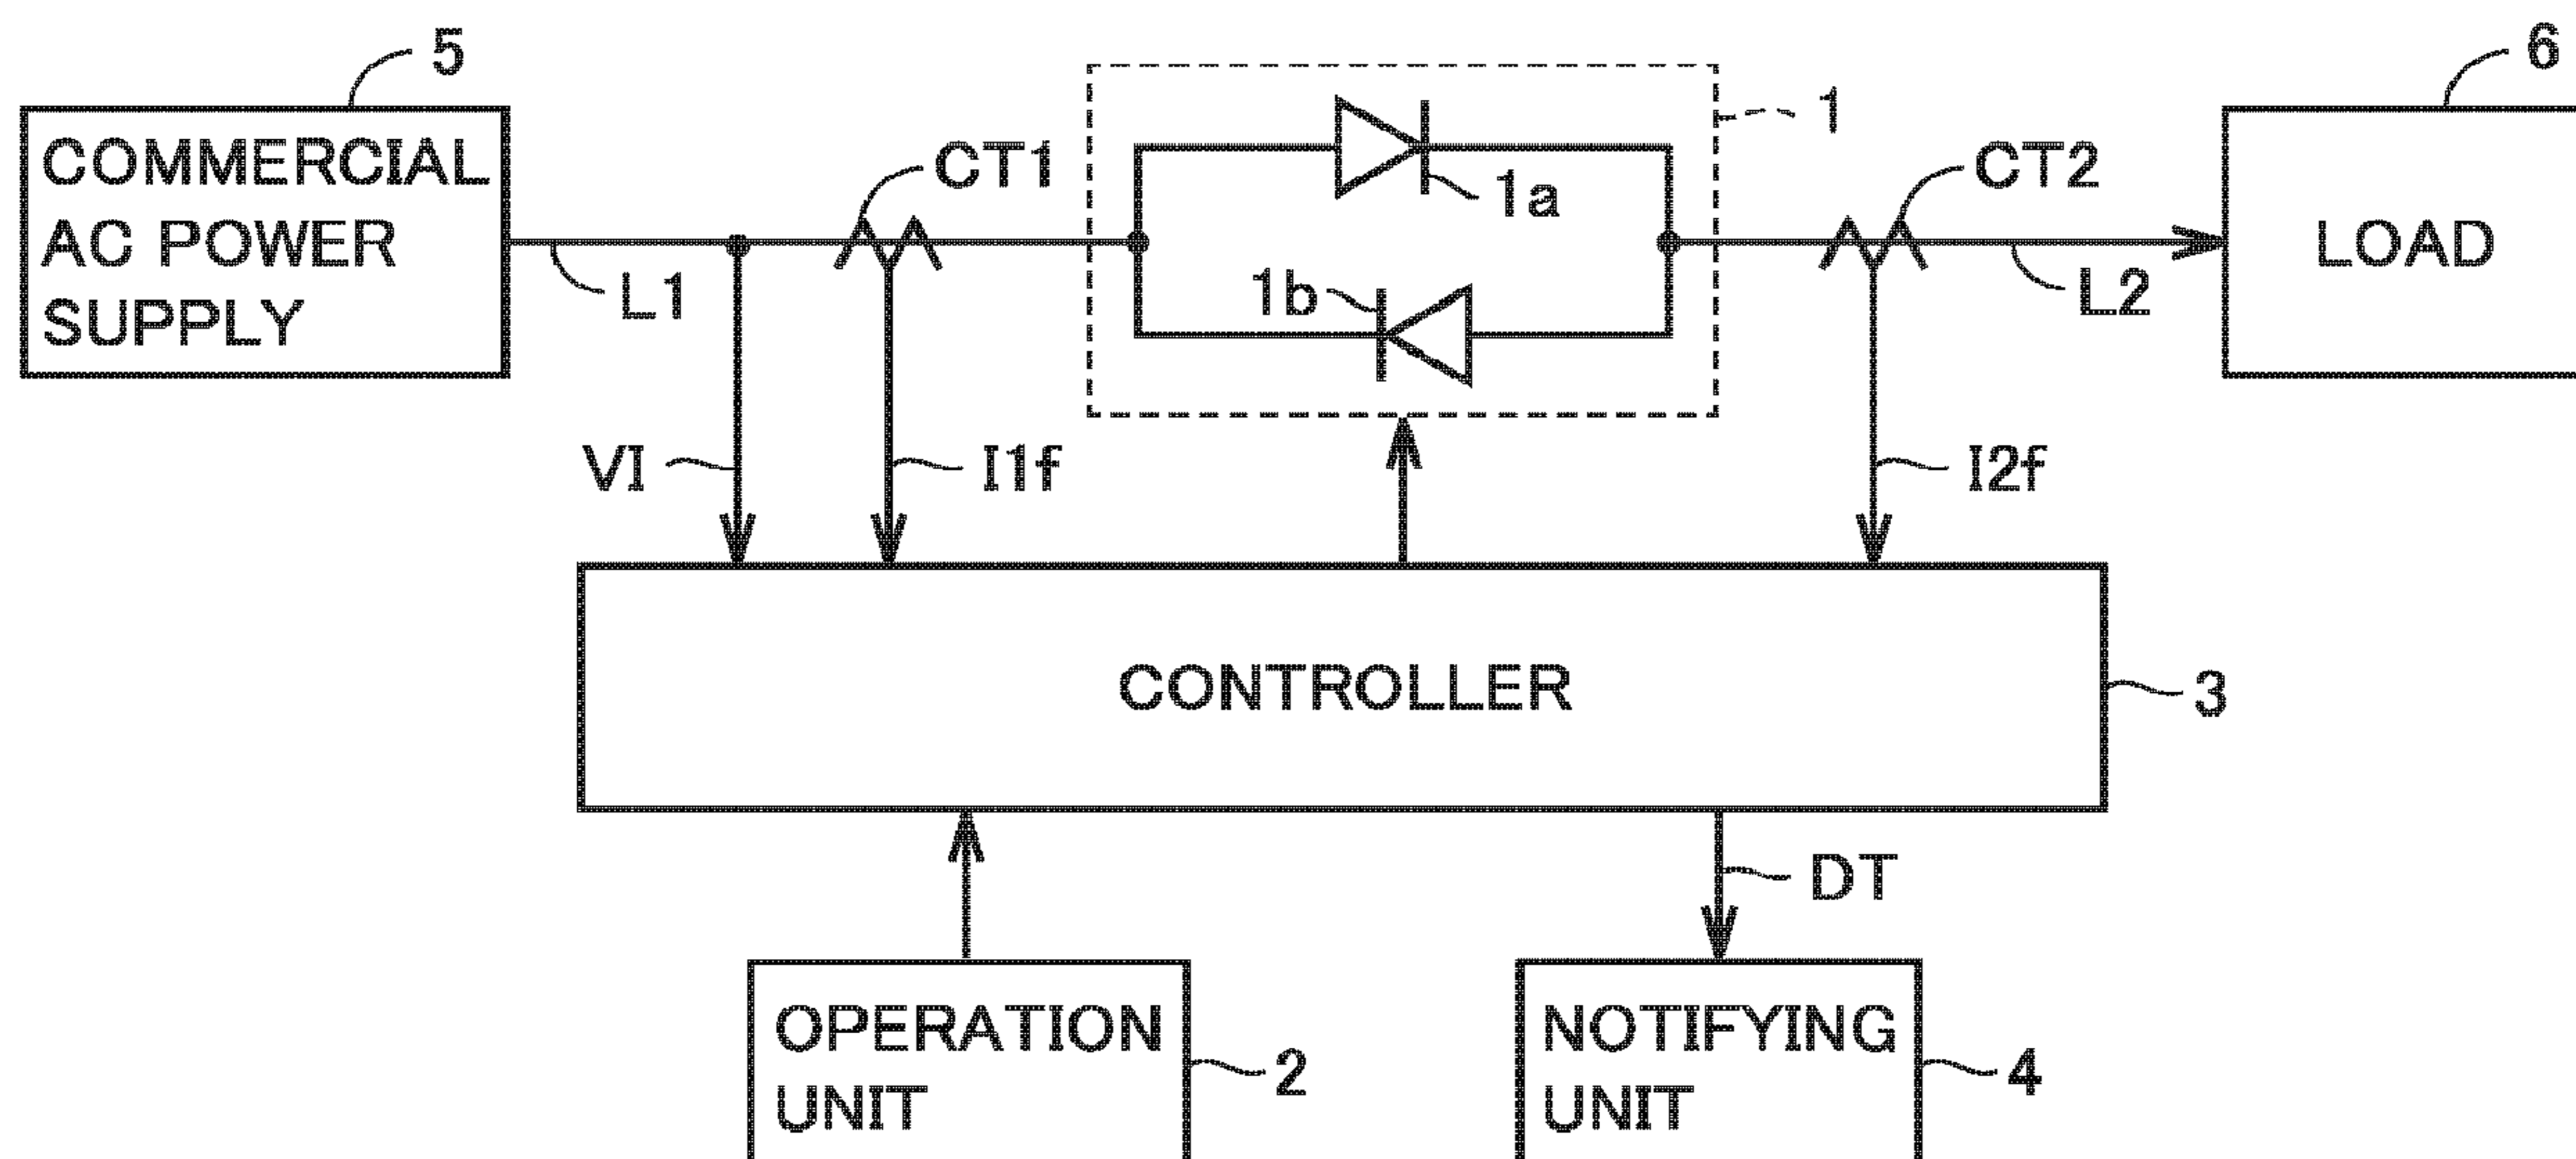 5
6
1
COMMERCIAL
AC POWER
SUPPLY
CT1
1a
CT2
LOAD
L1
1b
L2
VI
I1f
I2f
CONTROLLER
3
DT
OPERATION
UNIT
2
NOTIFYING
UNIT
4